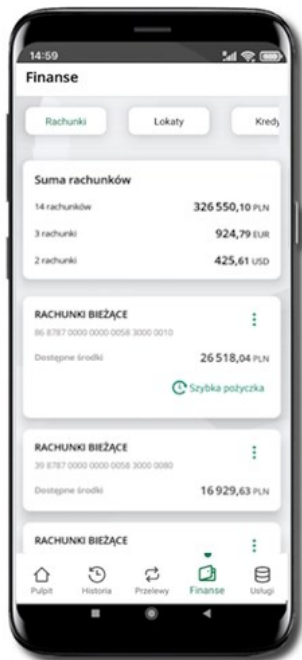 14:59
Finanse
Rachunki Lokaty Kredy
Suma rachunków
14 rachunków 326 550,10 PLN
3 rachunki 924,79 EUR
2 rachunki 425,61 USD
RACHUNKI BIEŻĄCE
86 8787 0000 0000 0058 3000 0010
Dostępne środki 26 518,04 PLN
Szybka pożyczka
RACHUNKI BIEŻĄCE
39 8787 0000 0000 0058 3000 0080
Dostępne środki 16 929,63 PLN
RACHUNKI BIEŻĄCE
Pulpit Historia Przelewy Finanse Usługi